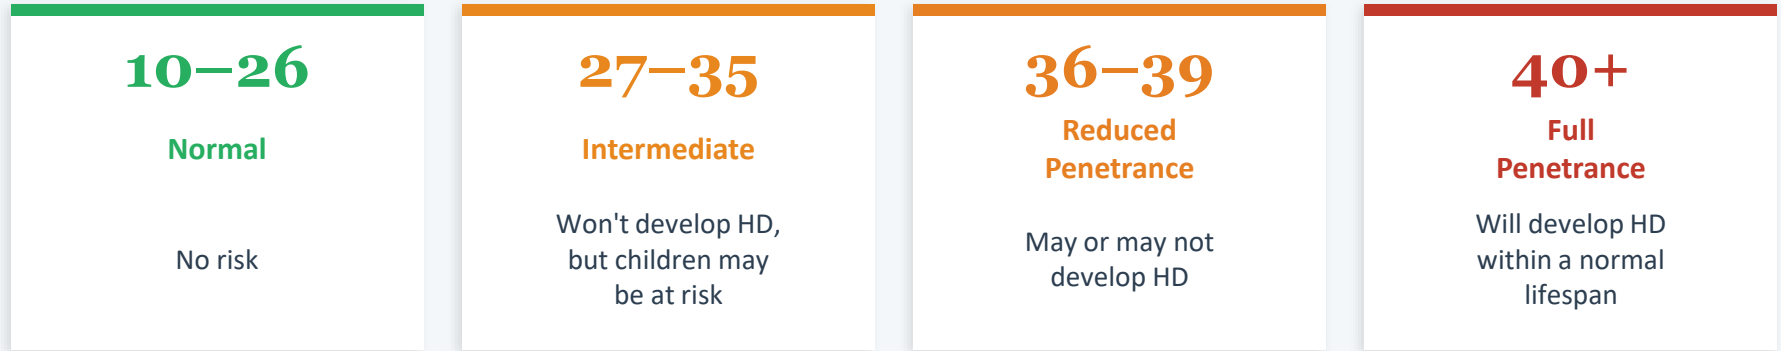 10–26
Normal
No risk
27–35
Intermediate
Won't develop HD,
but children may
be at risk
36–39
Reduced
Penetrance
May or may not
develop HD
40+
Full
Penetrance
Will develop HD
within a normal
lifespan